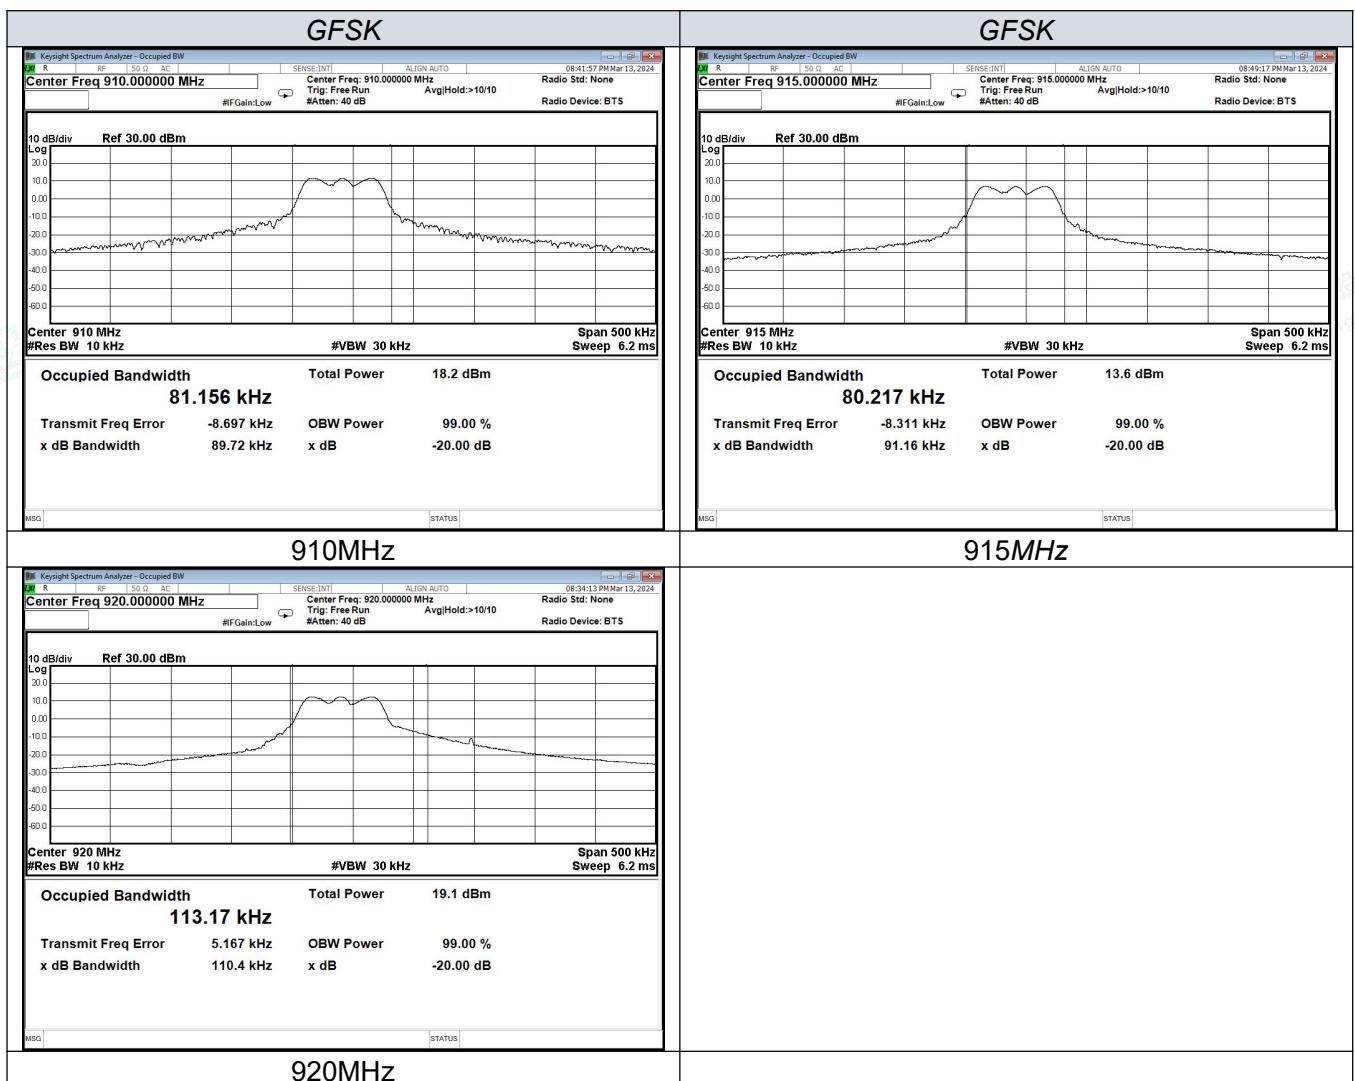 GFSK GFSK
Keysight Spectrum Analyzer - Occupied BW
R RF 50 Ω AC SENSE:INT ALIGN AUTO 08:41:57 PM Mar 13, 2024
Center Freq 910.000000 MHz Center Freq: 910.000000 MHz Radio Std: None
Trig: Free Run Avg|Hold:>10/10
#IFGain:Low #Atten: 40 dB Radio Device: BTS
10 dB/div Ref 30.00 dBm
Log
20.0
10.0
0.00
-10.0
-20.0
-30.0
-40.0
-50.0
-60.0
Center 910 MHz Span 500 kHz
#Res BW 10 kHz #VBW 30 kHz Sweep 6.2 ms
Occupied Bandwidth Total Power 18.2 dBm
81.156 kHz
Transmit Freq Error -8.697 kHz OBW Power 99.00 %
x dB Bandwidth 89.72 kHz x dB -20.00 dB
MSG STATUS
Keysight Spectrum Analyzer - Occupied BW
R RF 50 Ω AC SENSE:INT ALIGN AUTO 08:49:17 PM Mar 13, 2024
Center Freq 915.000000 MHz Center Freq: 915.000000 MHz Radio Std: None
Trig: Free Run Avg|Hold:>10/10
#IFGain:Low #Atten: 40 dB Radio Device: BTS
10 dB/div Ref 30.00 dBm
Log
20.0
10.0
0.00
-10.0
-20.0
-30.0
-40.0
-50.0
-60.0
Center 915 MHz Span 500 kHz
#Res BW 10 kHz #VBW 30 kHz Sweep 6.2 ms
Occupied Bandwidth Total Power 13.6 dBm
80.217 kHz
Transmit Freq Error -8.311 kHz OBW Power 99.00 %
x dB Bandwidth 91.16 kHz x dB -20.00 dB
MSG STATUS
910MHz 915MHz
Keysight Spectrum Analyzer - Occupied BW
R RF 50 Ω AC SENSE:INT ALIGN AUTO 08:34:13 PM Mar 13, 2024
Center Freq 920.000000 MHz Center Freq: 920.000000 MHz Radio Std: None
Trig: Free Run Avg|Hold:>10/10
#IFGain:Low #Atten: 40 dB Radio Device: BTS
10 dB/div Ref 30.00 dBm
Log
20.0
10.0
0.00
-10.0
-20.0
-30.0
-40.0
-50.0
-60.0
Center 920 MHz Span 500 kHz
#Res BW 10 kHz #VBW 30 kHz Sweep 6.2 ms
Occupied Bandwidth Total Power 19.1 dBm
113.17 kHz
Transmit Freq Error 5.167 kHz OBW Power 99.00 %
x dB Bandwidth 110.4 kHz x dB -20.00 dB
MSG STATUS
920MHz